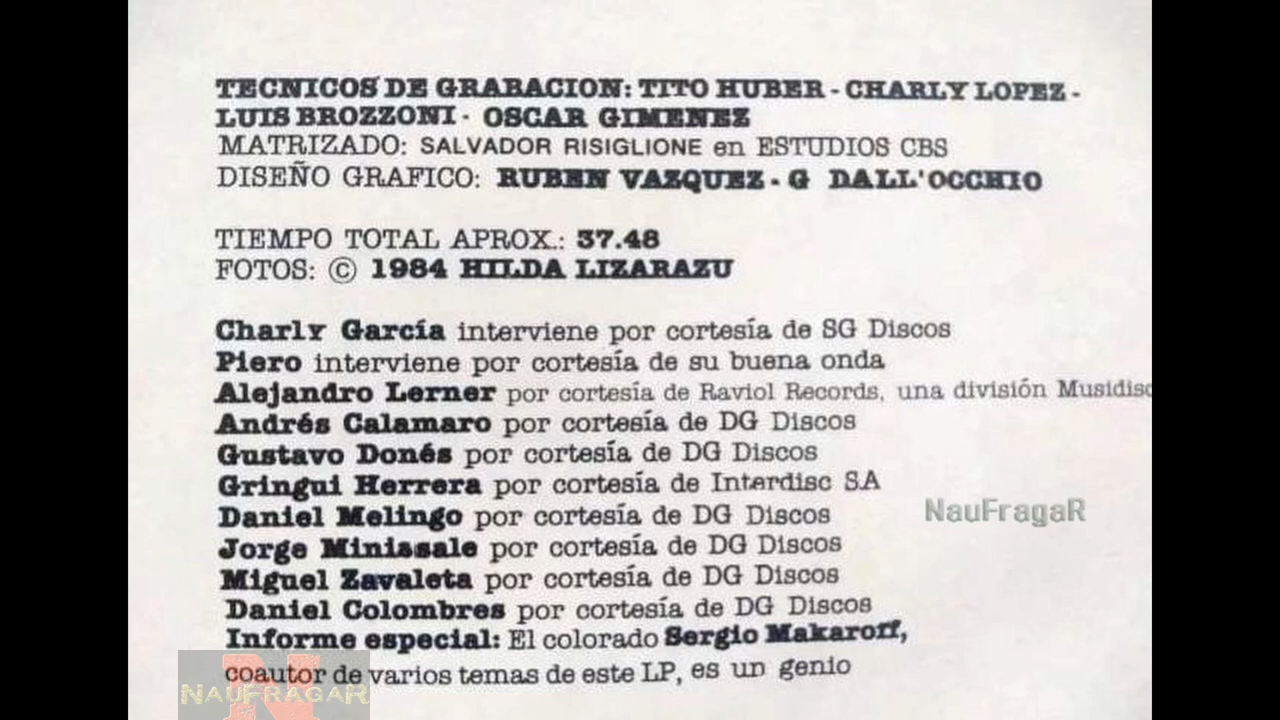 TECNICOS DE GRABACION: TITO HUBER - CHARLY LOPEZ -
LUIS BROZZONI - OSCAR GIMENEZ
MATRIZADO: SALVADOR RISIGLIONE en ESTUDIOS CBS
DISEÑO GRAFICO: RUBEN VAZQUEZ - G DALL'OCCHIO
TIEMPO TOTAL APROX.: 37.48
FOTOS: © 1984 HILDA LIZARAZU
Charly García interviene por cortesía de SG Discos
Piero interviene por cortesía de su buena onda
Alejandro Lerner por cortesía de Raviol Records, una división Musidisc
Andrés Calamaro por cortesía de DG Discos
Gustavo Donés por cortesía de DG Discos
Gringui Herrera por cortesía de Interdisc SA
Daniel Melingo por cortesía de DG Discos
Jorge Minissale por cortesía de DG Discos
Miguel Zavaleta por cortesía de DG Discos
Daniel Colombres por cortesía de DG Discos
Informe especial: El colorado Sergio Makaroff,
coautor de varios temas de este LP, es un genio
NauFragaR
N
NAUFRAGAR